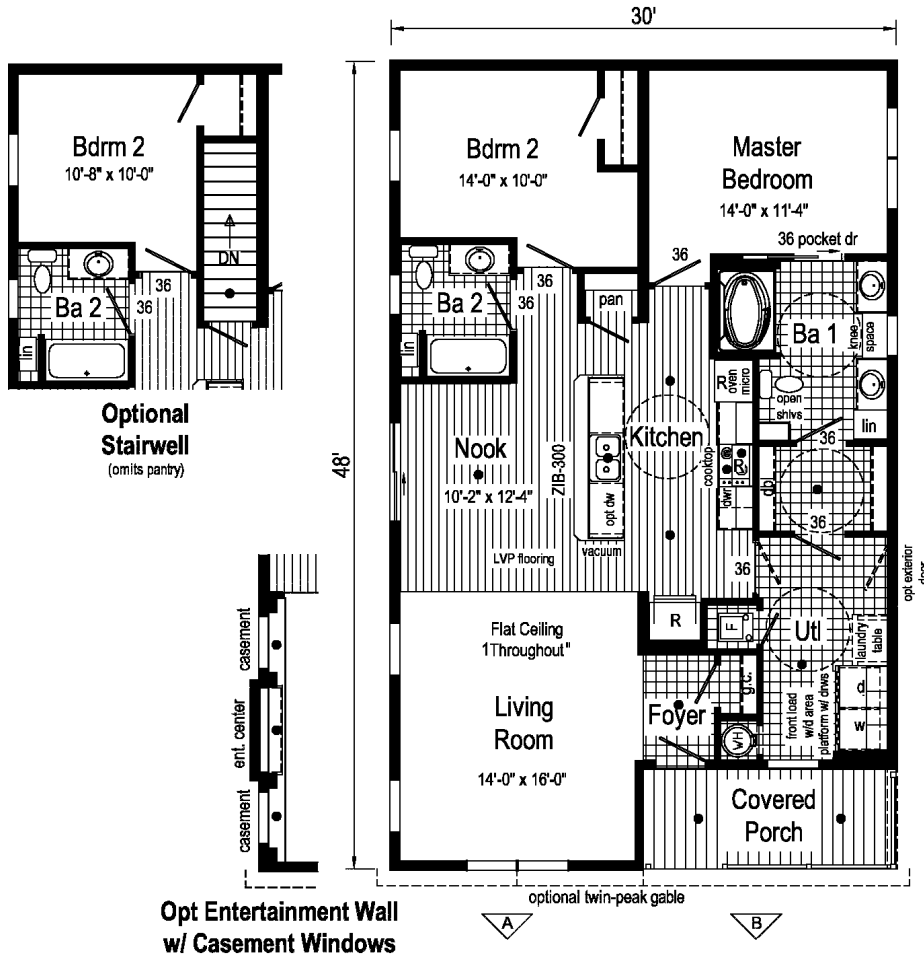 30'
48'
Bdrm 2
10'-8" x 10'-0"
DN
36
36
Ba 2
lin
Optional
Stairwell
(omits pantry)
Bdrm 2
14'-0" x 10'-0"
Master
Bedroom
14'-0" x 11'-4"
36 pocket dr
36
36
36
Ba 2
lin
pan
Ba 1
knee
space
open
shlvs
lin
36
R
oven
micro
Kitchen
cooktop
R
dwr
ZIB-300
opt dw
vacuum
Nook
10'-2" x 12'-4"
LVP flooring
dp
36
36
opt exterior
door
R
F
Utl
laundry
table
d
w
front load
w/d area
platform w/ drws
Flat Ceiling
1Throughout"
Living
Room
14'-0" x 16'-0"
Foyer
g.c.
WH
Covered
Porch
optional twin-peak gable
A
B
casement
ent. center
casement
Opt Entertainment Wall
w/ Casement Windows